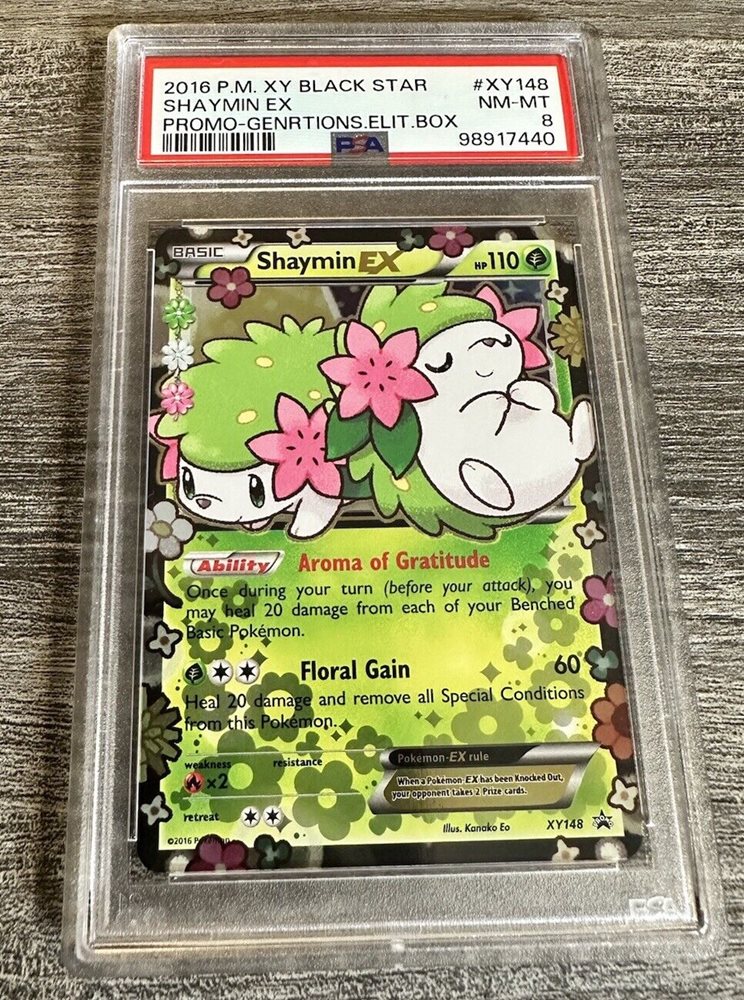 2016 P.M. XY BLACK STAR #XY148
SHAYMIN EX NM-MT
PROMO-GENRTIONS.ELIT.BOX 8
PSA 98917440
BASIC Shaymin EX HP110
Ability Aroma of Gratitude
Once during your turn (before your attack), you
may heal 20 damage from each of your Benched
Basic Pokémon.
Floral Gain 60
Heal 20 damage and remove all Special Conditions
from this Pokémon.
weakness resistance
x2
Pokémon-EX rule
When a Pokémon-EX has been Knocked Out,
your opponent takes 2 Prize cards.
retreat
©2016 Pokémon Illus. Kanako Eo XY148
PSA